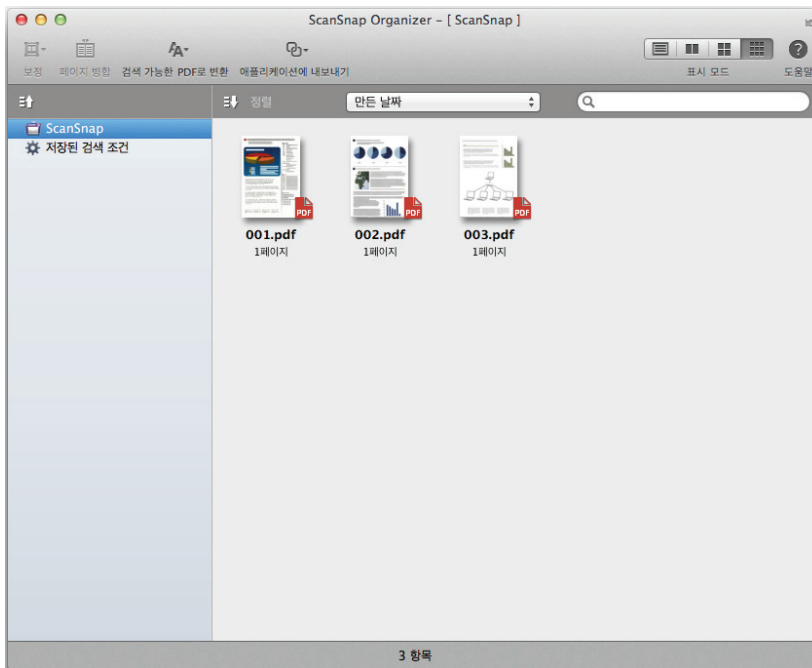 ScanSnap Organizer – [ ScanSnap ]
보정 페이지 병합 검색 가능한 PDF로 변환 애플리케이션에 내보내기 표시 모드 도움말
정렬 만든 날짜
ScanSnap
저장된 검색 조건
PDF PDF PDF
001.pdf 002.pdf 003.pdf
1페이지 1페이지 1페이지
3 항목